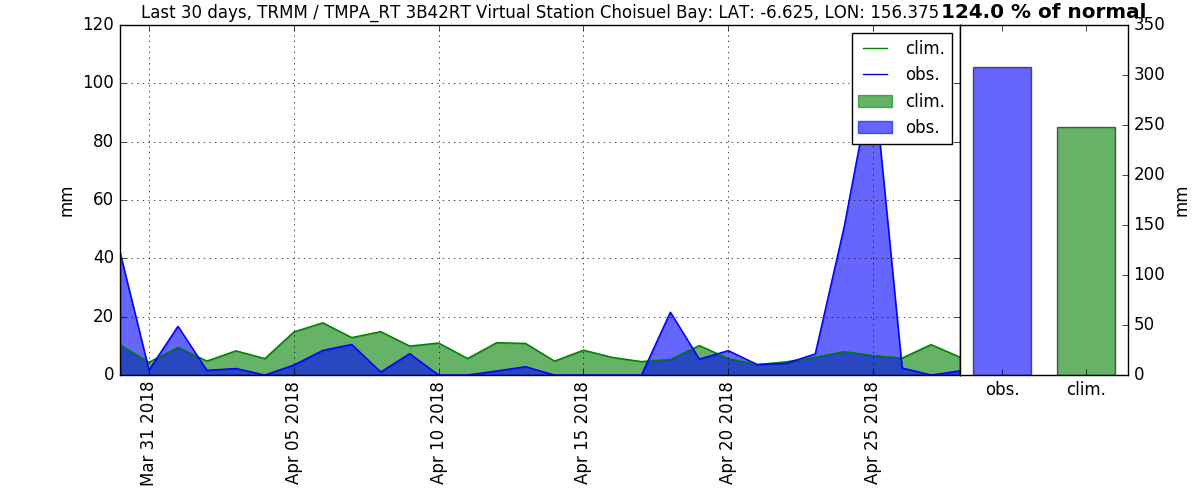 Last 30 days, TRMM / TMPA_RT 3B42RT Virtual Station Choisuel Bay: LAT: -6.625, LON: 156.375
124.0 % of normal
120
100
80
60
40
20
0
mm
clim.
obs.
clim.
obs.
Mar 31 2018
Apr 05 2018
Apr 10 2018
Apr 15 2018
Apr 20 2018
Apr 25 2018
350
300
250
200
150
100
50
0
mm
obs.
clim.